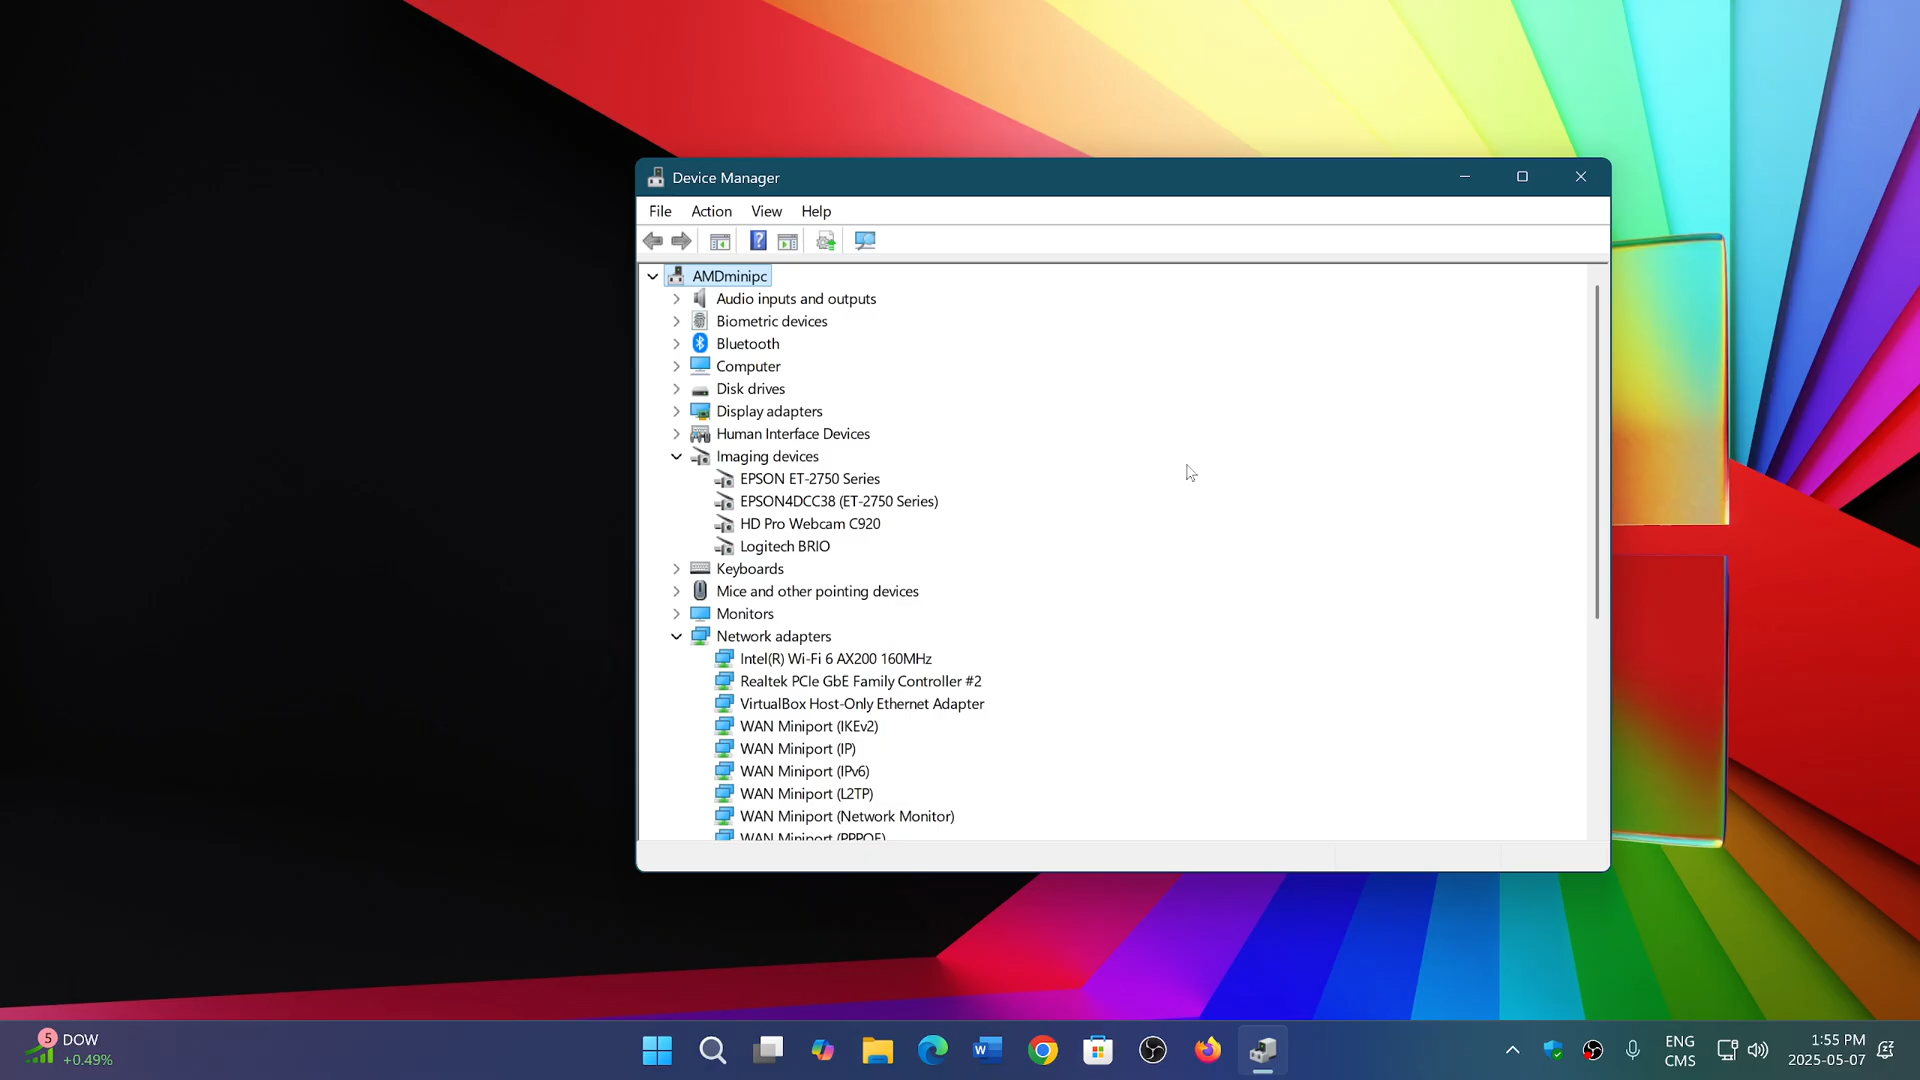 Device Manager
File Action View Help
AMDminipc
Audio inputs and outputs
Biometric devices
Bluetooth
Computer
Disk drives
Display adapters
Human Interface Devices
Imaging devices
EPSON ET-2750 Series
EPSON4DCC38 (ET-2750 Series)
HD Pro Webcam C920
Logitech BRIO
Keyboards
Mice and other pointing devices
Monitors
Network adapters
Intel(R) Wi-Fi 6 AX200 160MHz
Realtek PCIe GbE Family Controller #2
VirtualBox Host-Only Ethernet Adapter
WAN Miniport (IKEv2)
WAN Miniport (IP)
WAN Miniport (IPv6)
WAN Miniport (L2TP)
WAN Miniport (Network Monitor)
WAN Miniport (PPPOE)
5 DOW
+0.49%
W
ENG
CMS
1:55 PM
2025-05-07